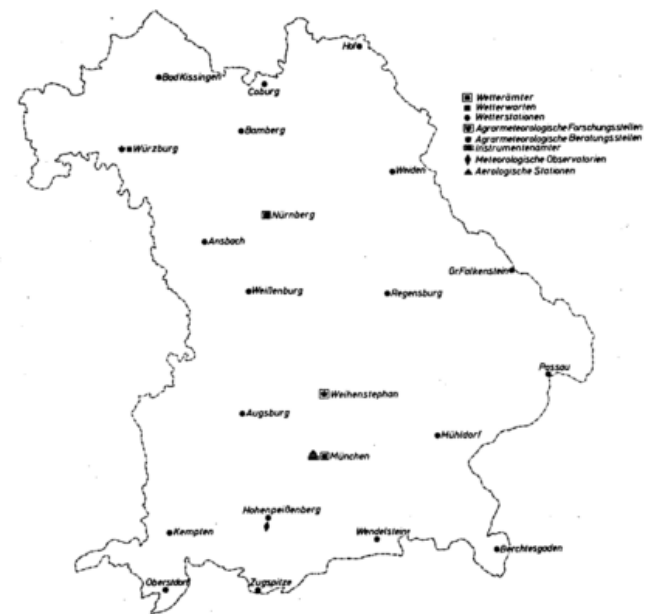 Hof
Bad Kissingen
Coburg
Wetterämter
Wetterwarten
Wetterstationen
Agrarmeteorologische Forschungsstellen
Agrarmeteorologische Beratungsstellen
Instrumentenämter
Meteorologische Observatorien
Aerologische Stationen
Bamberg
Würzburg
Weiden
Nürnberg
Ansbach
Gr.Falkenstein
Weißenburg
Regensburg
Passau
Weihenstephan
Augsburg
Mühldorf
München
Hohenpeißenberg
Kempten
Wendelstein
Berchtesgaden
Oberstdorf
Zugspitze